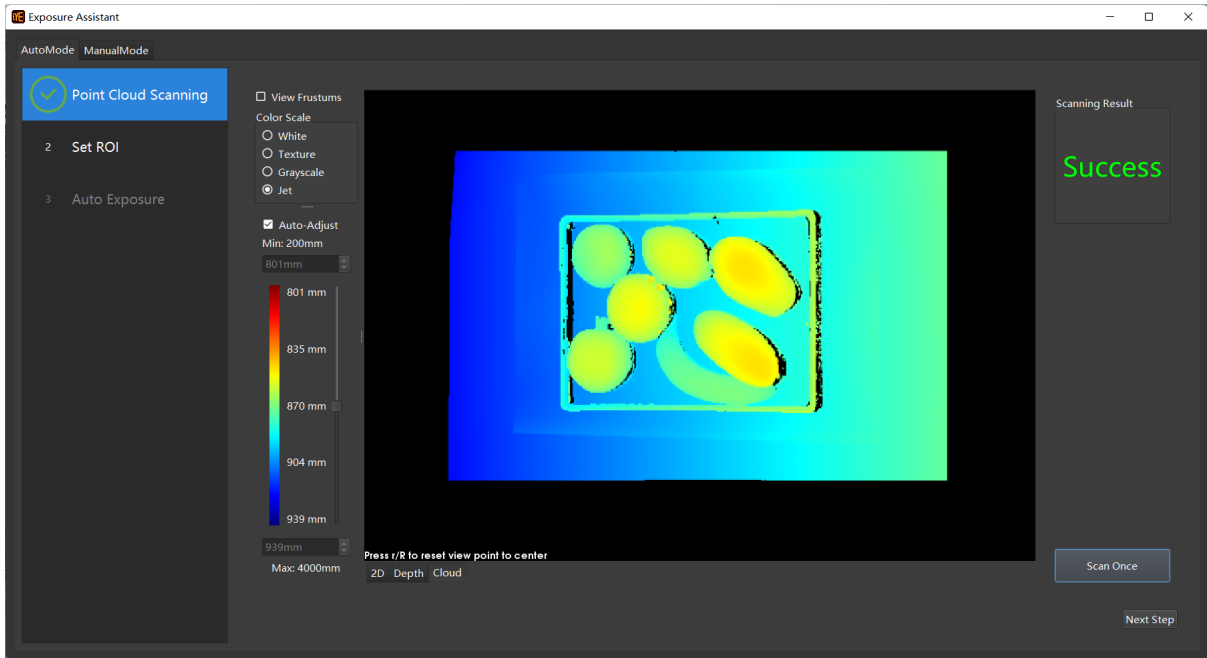 Exposure Assistant
AutoMode ManualMode
Point Cloud Scanning
2 Set ROI
3 Auto Exposure
View Frustums
Color Scale
White
Texture
Grayscale
Jet
Auto-Adjust
Min: 200mm
801mm
801 mm
835 mm
870 mm
904 mm
939 mm
939mm
Max: 4000mm
Press r/R to reset view point to center
2D Depth Cloud
Scanning Result
Success
Scan Once
Next Step